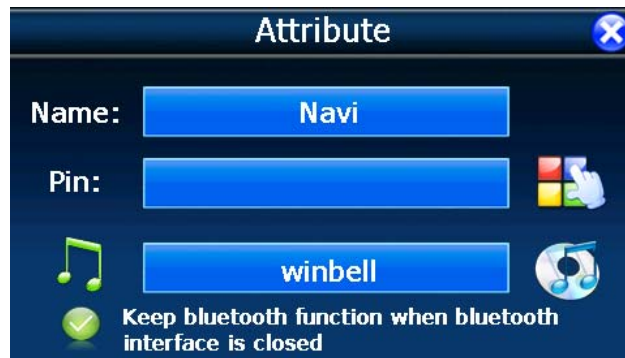 Attribute
Name: Navi
Pin:
winbell
Keep bluetooth function when bluetooth
interface is closed